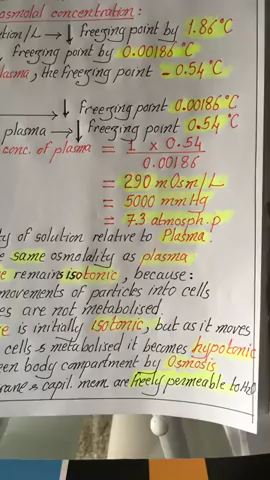 osmolal concentration:
tion/L → ↓ freezing point by 1.86°C
, freezing point by 0.00186°C
lasma, the freezing point - 0.54°C
→ ↓ freezing point 0.00186°C
plasma → ↓ freezing point 0.54°C
conc. of plasma = 1 x 0.54
0.00186
= 290 mOsm/L
= 5000 mmHg
= 7.3 atmosph.p
ty of solution relative to Plasma.
e same osmolality as plasma
e remains isotonic, because:
movements of particles into cells
es are not metabolised
e is initially isotonic, but as it moves
cells & metabolised it becomes hypotonic
een body compartment by Osmosis
rane & capil. mem. are freely permeable to H2O